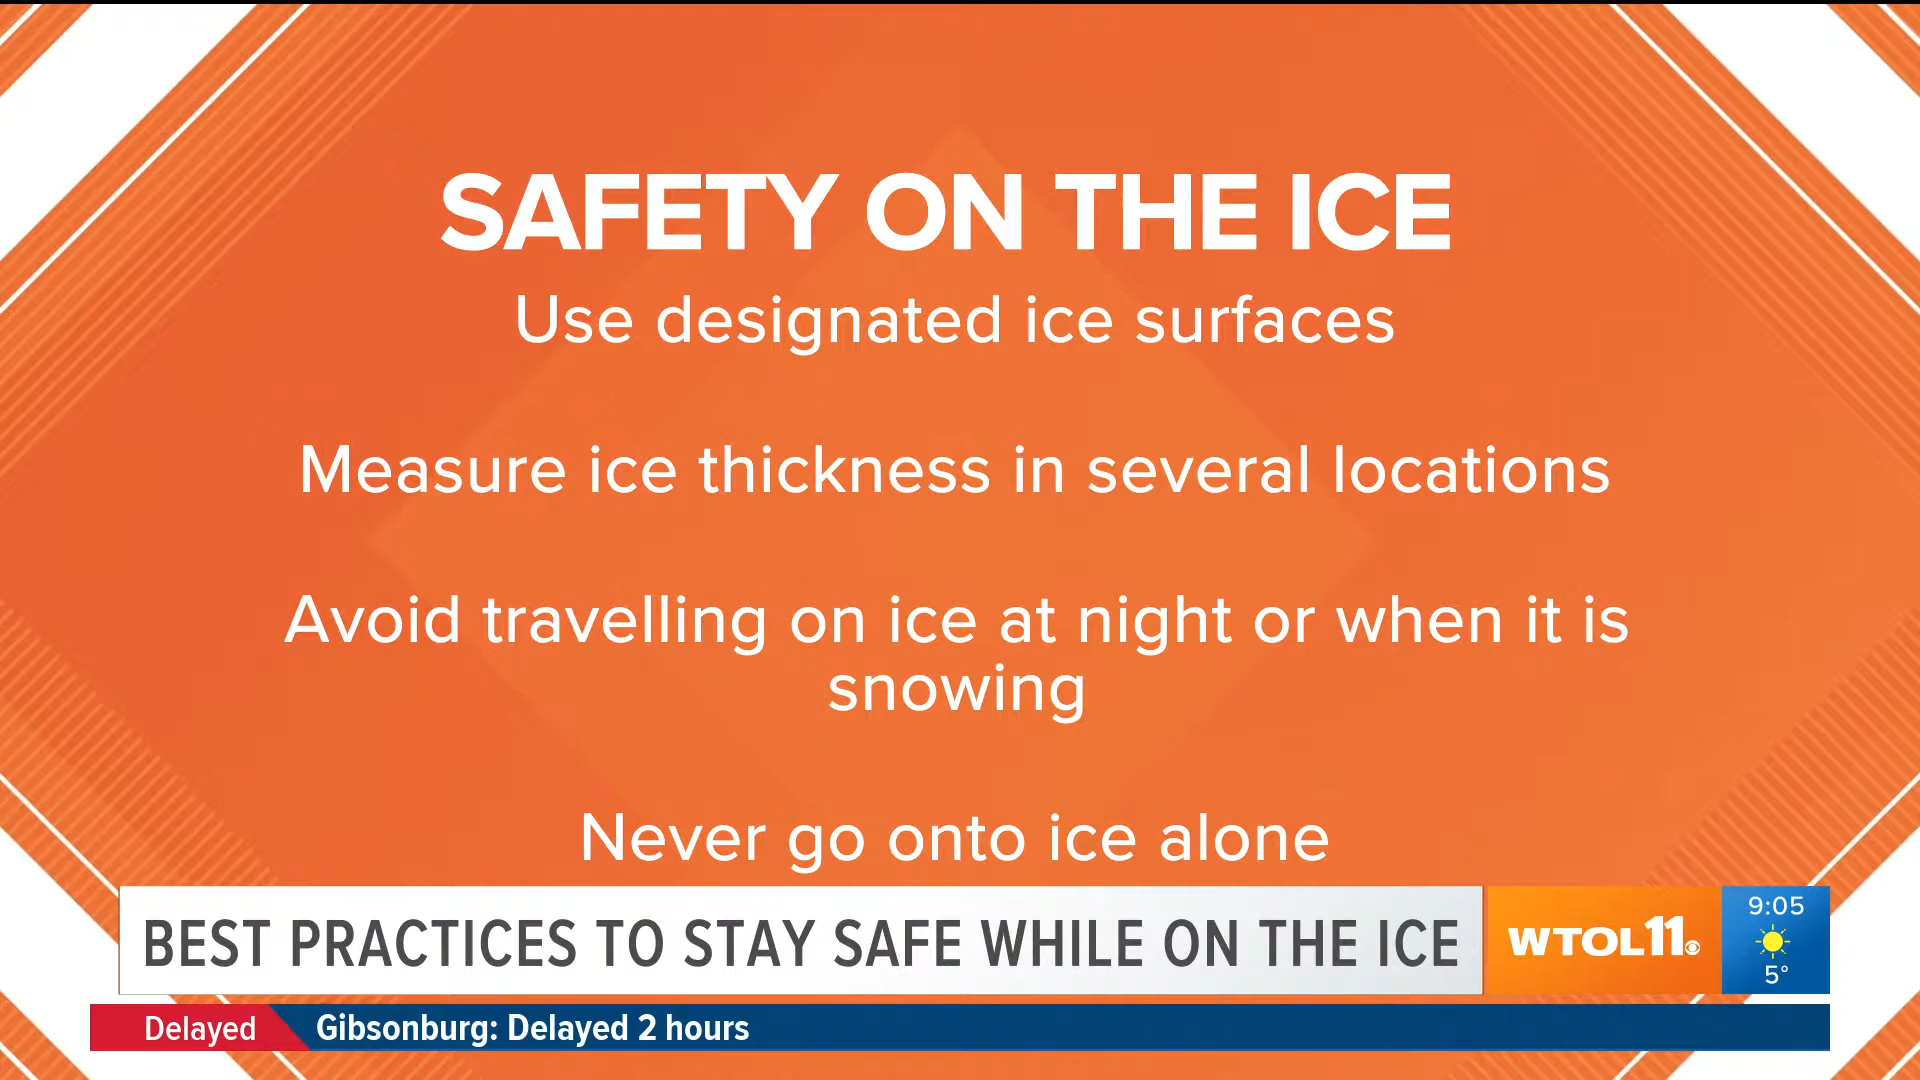 SAFETY ON THE ICE
Use designated ice surfaces
Measure ice thickness in several locations
Avoid travelling on ice at night or when it is
snowing
Never go onto ice alone
BEST PRACTICES TO STAY SAFE WHILE ON THE ICE
WTOL11
9:05
5°
Delayed
Gibsonburg: Delayed 2 hours